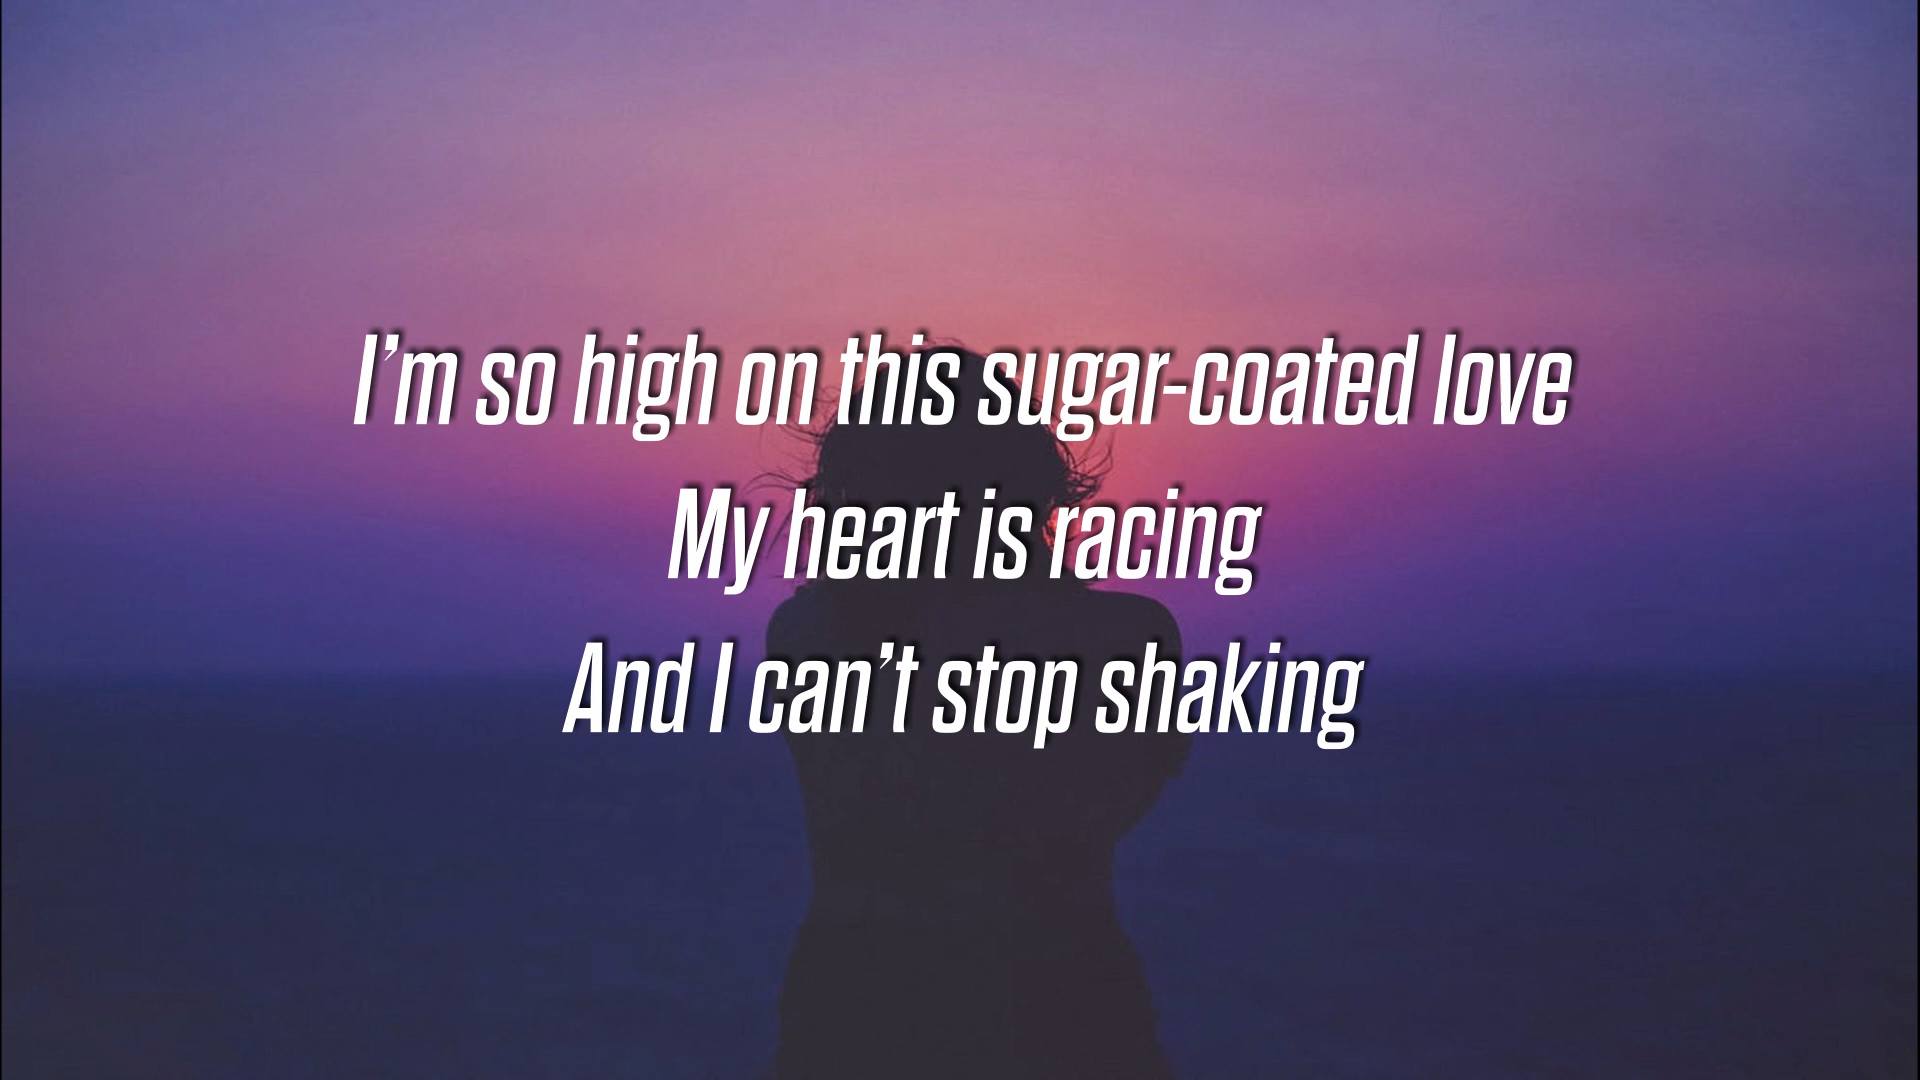 I'm so high on this sugar-coated love
My heart is racing
And I can't stop shaking